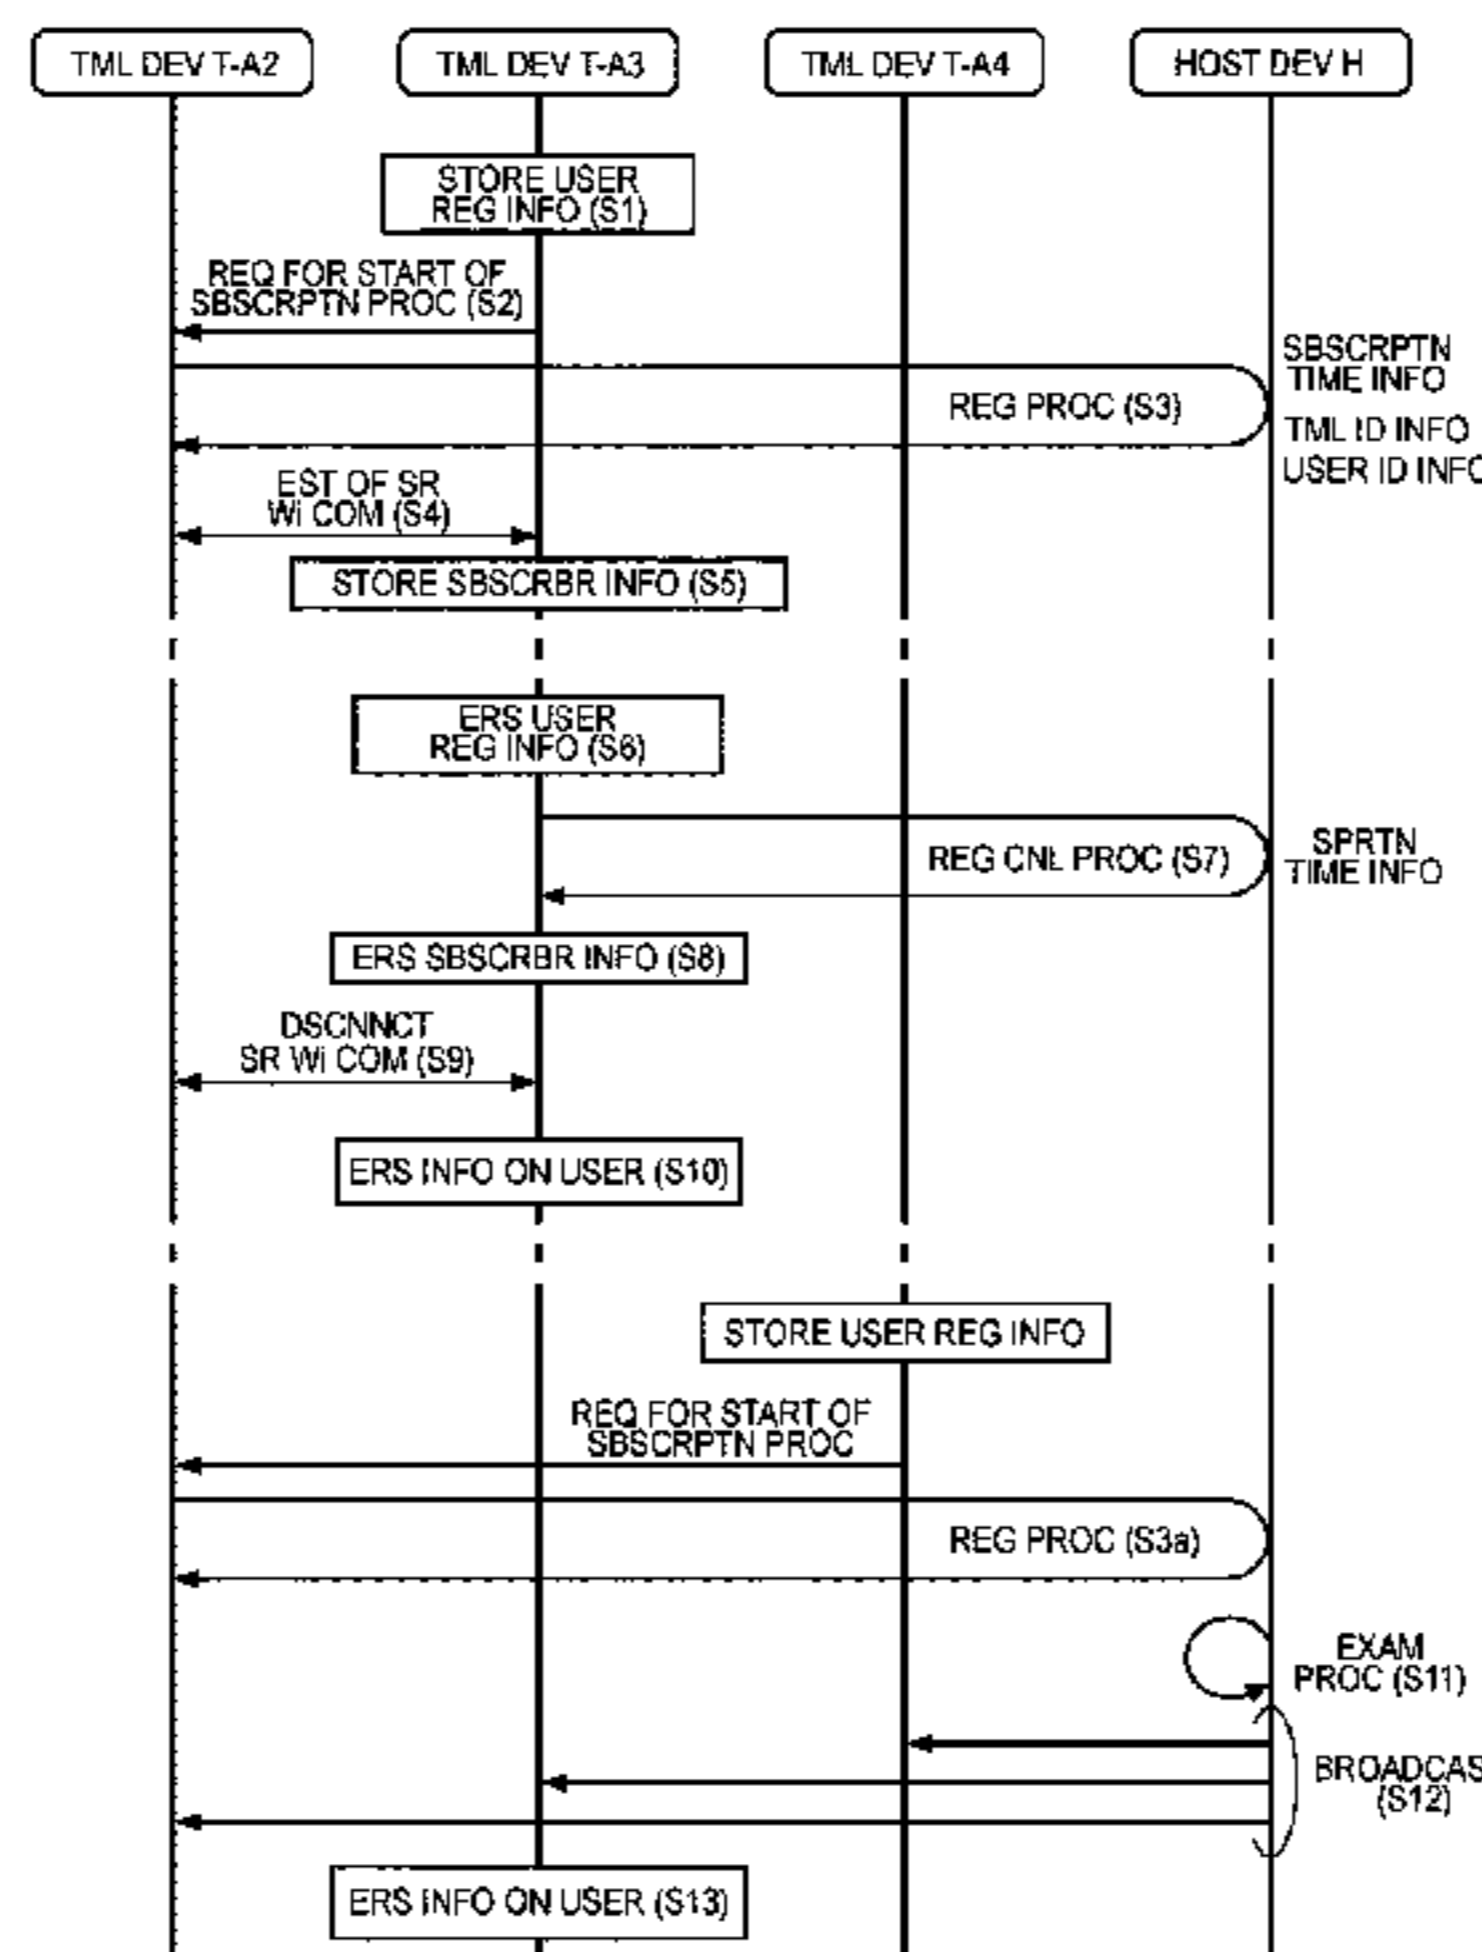 TML DEV T-A2
TML DEV T-A3
TML DEV T-A4
HOST DEV H
STORE USER
REG INFO (S1)
REQ FOR START OF
SBSCRPTN PROC (S2)
SBSCRPTN
TIME INFO
REG PROC (S3)
TML ID INFO
USER ID INFO
EST OF SR
Wi COM (S4)
STORE SBSCRBR INFO (S5)
ERS USER
REG INFO (S6)
REG CNL PROC (S7)
SPRTN
TIME INFO
ERS SBSCRBR INFO (S8)
DSCNNCT
SR Wi COM (S9)
ERS INFO ON USER (S10)
STORE USER REG INFO
REQ FOR START OF
SBSCRPTN PROC
REG PROC (S3a)
EXAM
PROC (S11)
BROADCAS
(S12)
ERS INFO ON USER (S13)